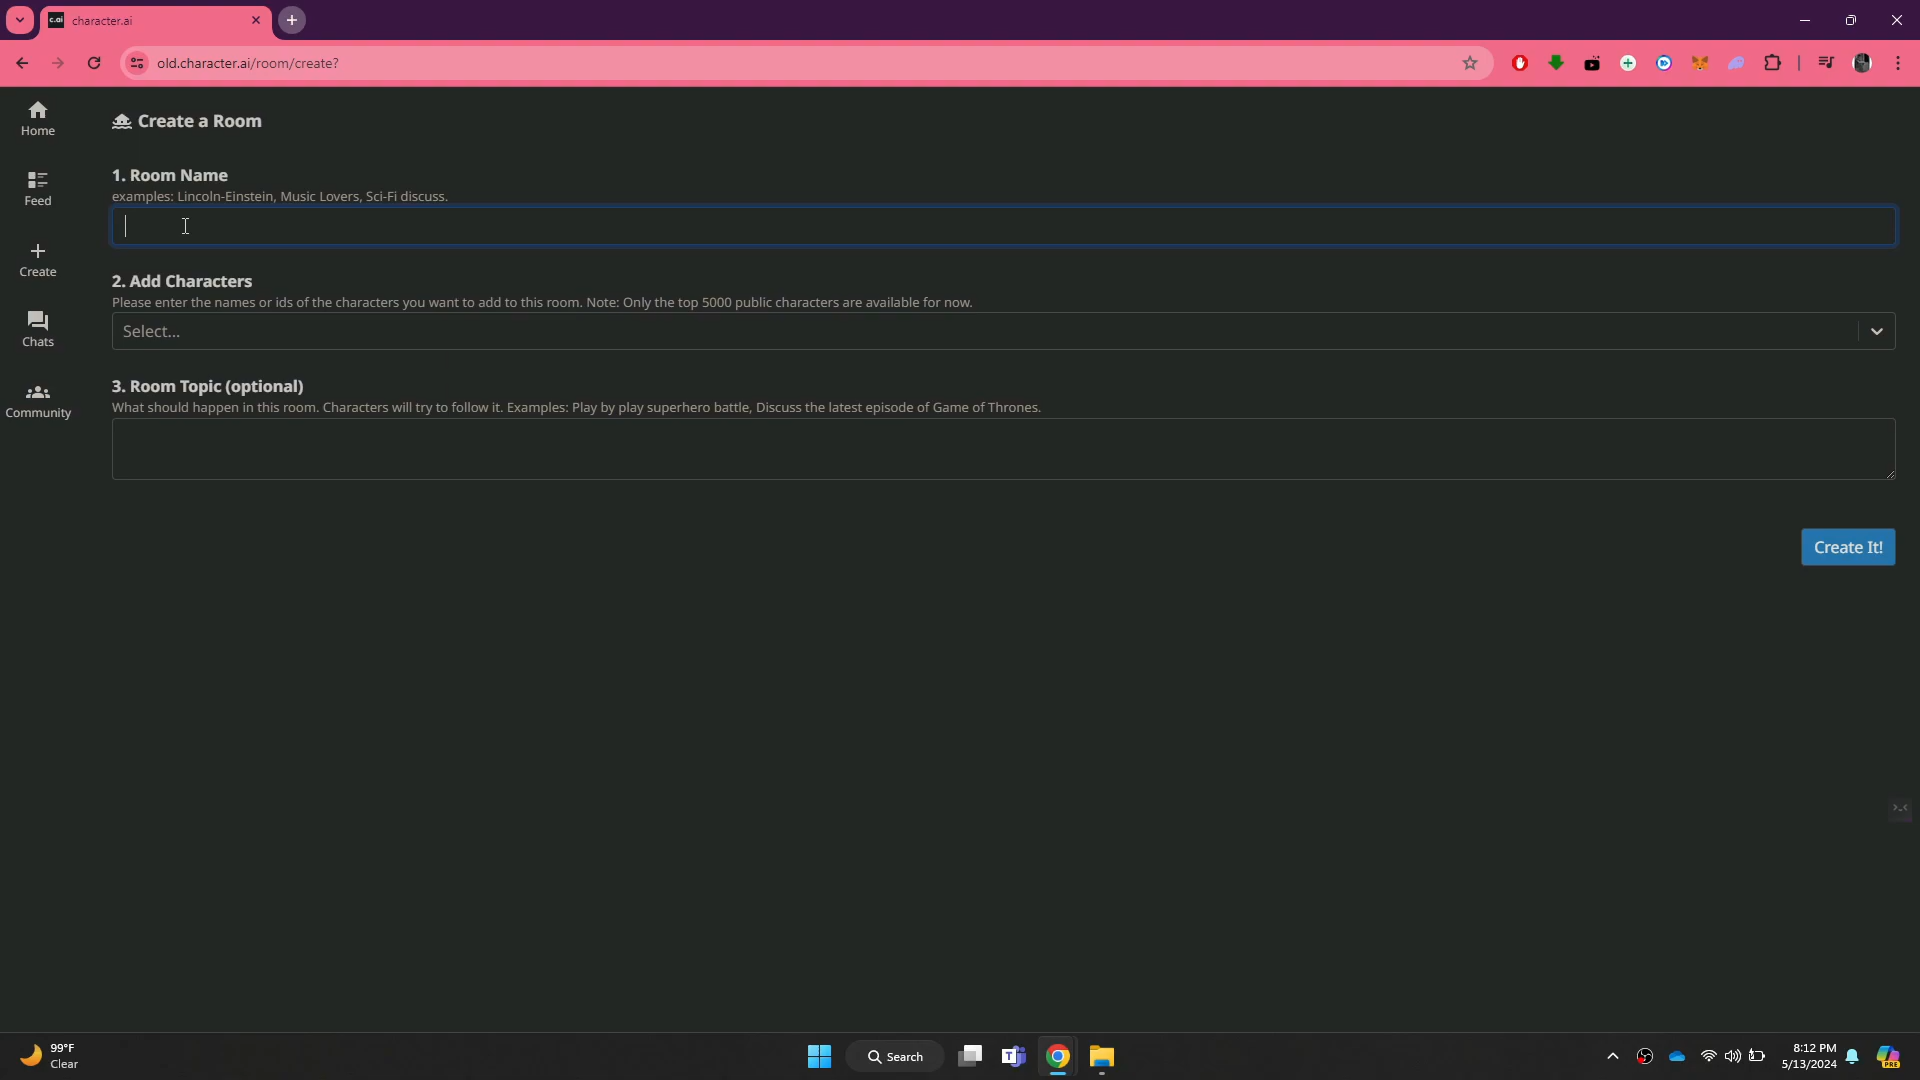 c.ai character.ai
old.character.ai/room/create?
Home
Feed
Create
Chats
Community
Create a Room
1. Room Name
examples: Lincoln-Einstein, Music Lovers, Sci-Fi discuss.
2. Add Characters
Please enter the names or ids of the characters you want to add to this room. Note: Only the top 5000 public characters are available for now.
Select...
3. Room Topic (optional)
What should happen in this room. Characters will try to follow it. Examples: Play by play superhero battle, Discuss the latest episode of Game of Thrones.
Create It!
99°F
Clear
Search
8:12 PM
5/13/2024
PRE